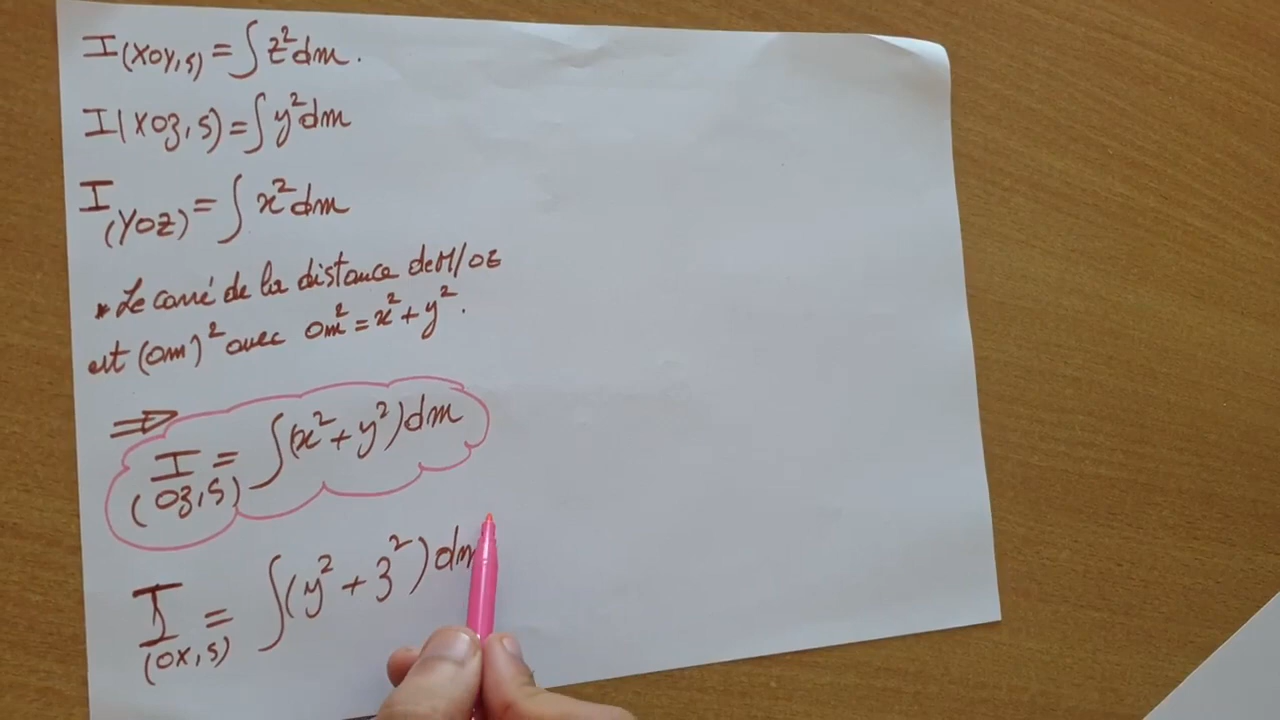 I(XOY,S) = ∫z²dm.
I(XOz,S) = ∫y²dm
I(YOZ) = ∫x²dm
* Le carré de la distance de M/OZ
est (Om)² avec Om² = x² + y².
⇒ I(Oz,S) = ∫(x² + y²)dm
I(OX,S) = ∫(y² + z²)dm